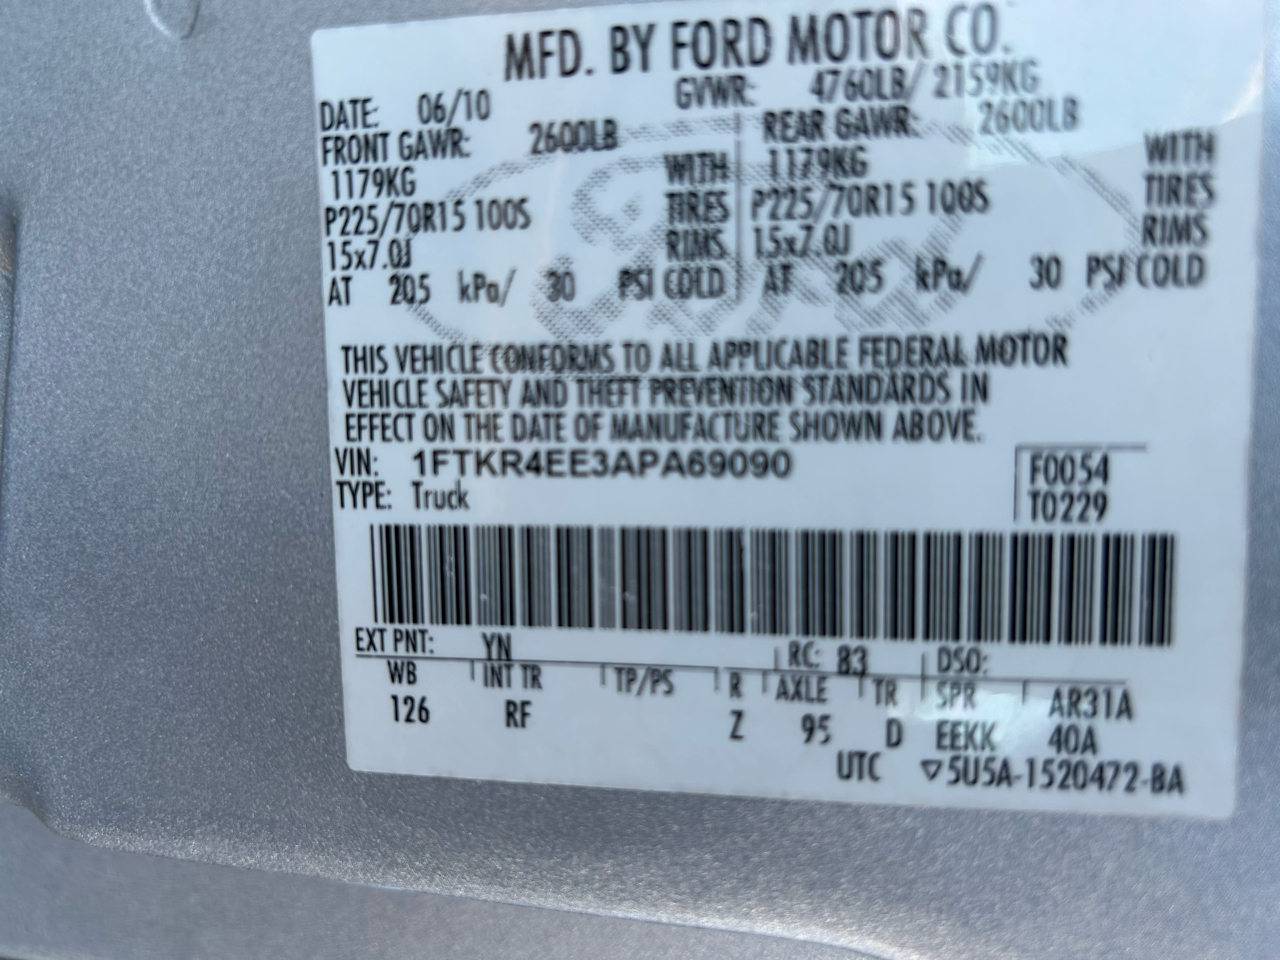 MFD. BY FORD MOTOR CO.
DATE: 06/10 GVWR: 4760LB/ 2159KG
FRONT GAWR: 2600LB REAR GAWR: 2600LB
1179KG WITH 1179KG WITH
P225/70R15 100S TIRES P225/70R15 100S TIRES
15x7.0J RIMS 15x7.0J RIMS
AT 205 kPa/ 30 PSI COLD AT 205 kPa/ 30 PSI COLD
THIS VEHICLE CONFORMS TO ALL APPLICABLE FEDERAL MOTOR
VEHICLE SAFETY AND THEFT PREVENTION STANDARDS IN
EFFECT ON THE DATE OF MANUFACTURE SHOWN ABOVE.
VIN: 1FTKR4EE3APA69090 F0054
TYPE: Truck T0229
EXT PNT: YN RC: 83 DSO:
WB INT TR TP/PS R AXLE TR SPR AR31A
126 RF Z 95 D EEKK 40A
UTC ▽5U5A-1520472-BA